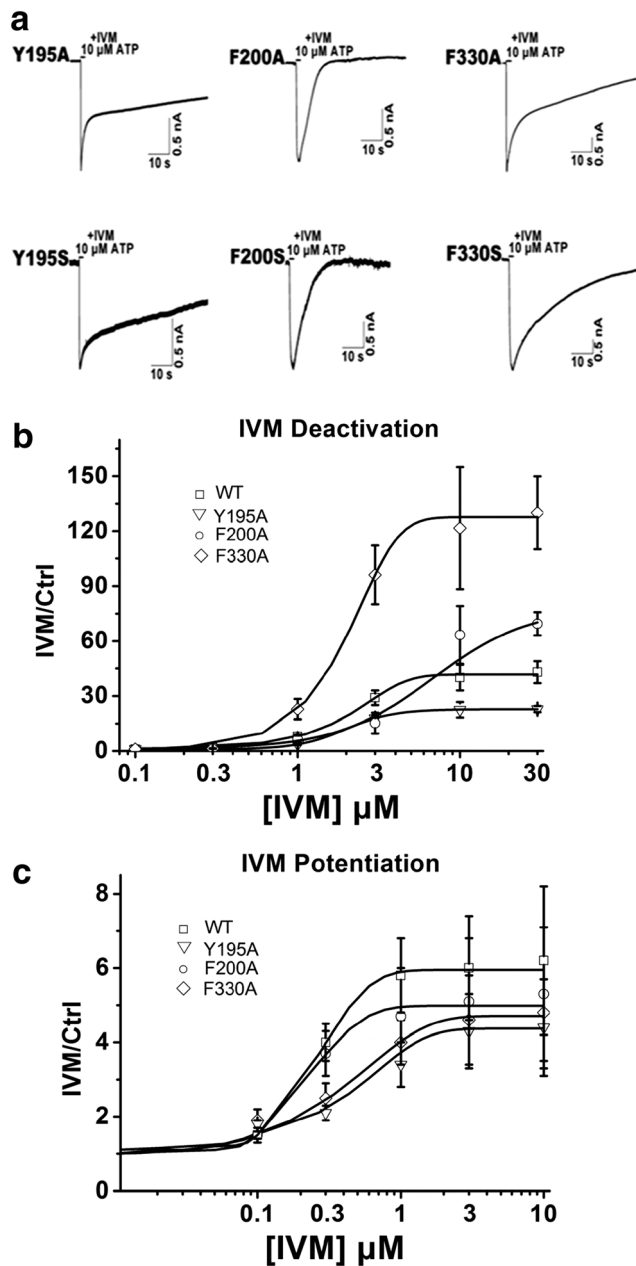 a
+IVM
10 µM ATP
Y195A
10 s
0.5 nA
+IVM
10 µM ATP
F200A
10 s
0.5 nA
+IVM
10 µM ATP
F330A
10 s
0.5 nA
+IVM
10 µM ATP
Y195S
10 s
0.5 nA
+IVM
10 µM ATP
F200S
10 s
0.5 nA
+IVM
10 µM ATP
F330S
10 s
0.5 nA
b
IVM Deactivation
150
120
90
60
30
0
IVM/Ctrl
WT
Y195A
F200A
F330A
0.1 0.3 1 3 10 30
[IVM] µM
c
IVM Potentiation
8
6
4
2
0
IVM/Ctrl
WT
Y195A
F200A
F330A
0.1 0.3 1 3 10
[IVM] µM